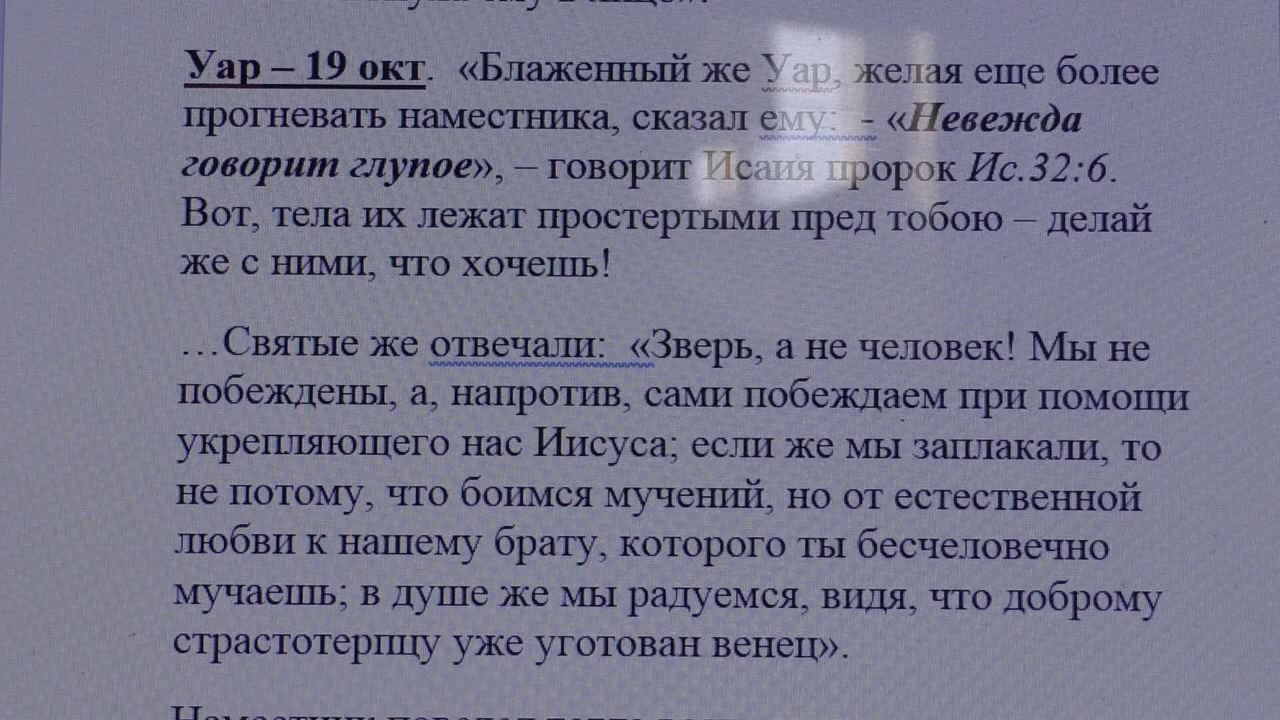 Уар – 19 окт.  «Блаженный же Уар, желая еще более
прогневать наместника, сказал ему:  - «Невежда
говорит глупое», – говорит Исаия пророк Ис.32:6.
Вот, тела их лежат простертыми пред тобою – делай
же с ними, что хочешь!
…Святые же отвечали:  «Зверь, а не человек! Мы не
побеждены, а, напротив, сами побеждаем при помощи
укрепляющего нас Иисуса; если же мы заплакали, то
не потому, что боимся мучений, но от естественной
любви к нашему брату, которого ты бесчеловечно
мучаешь; в душе же мы радуемся, видя, что доброму
страстотерпцу уже уготован венец».